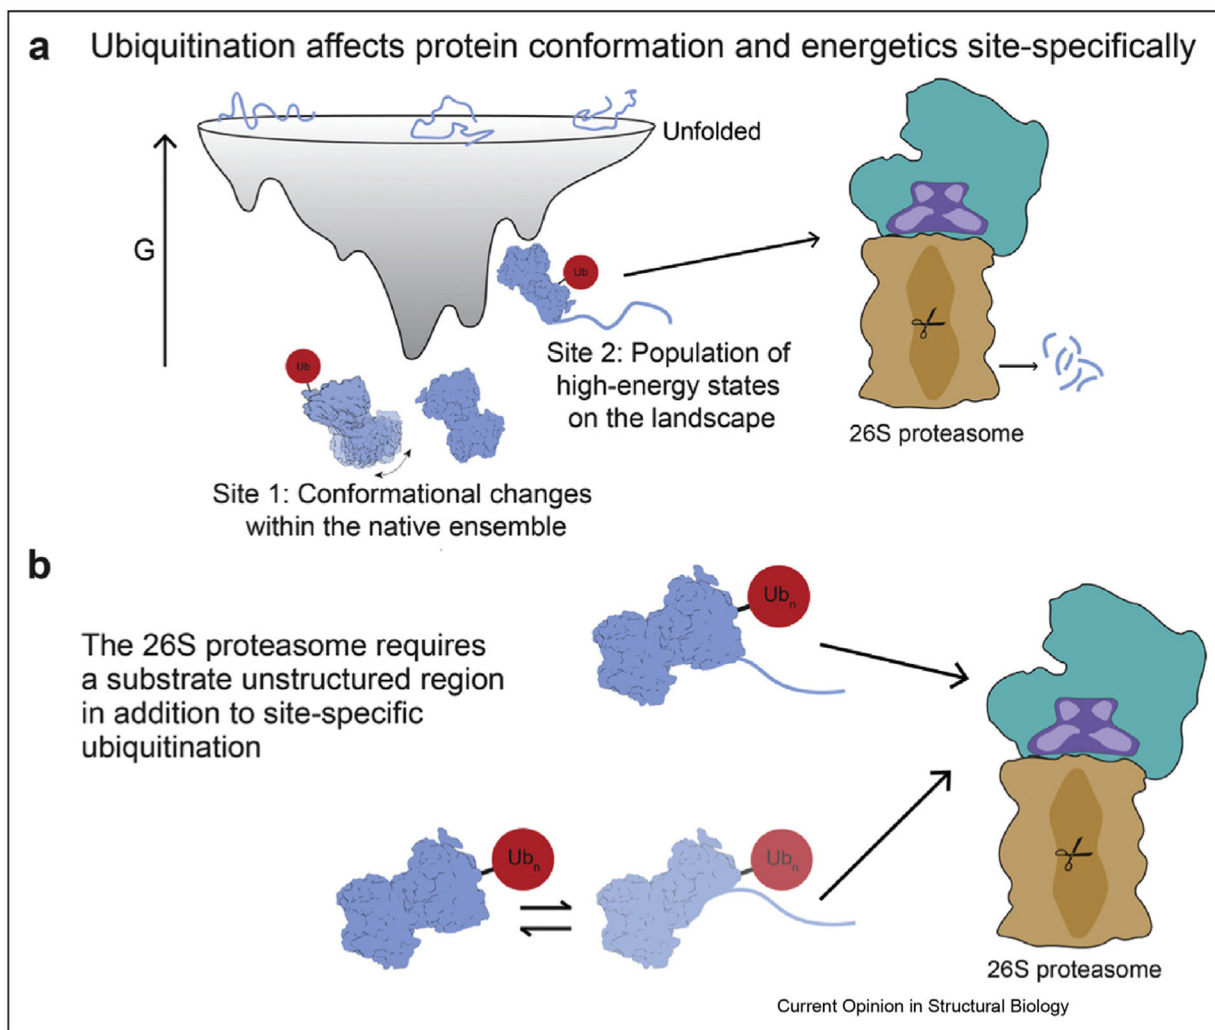 a Ubiquitination affects protein conformation and energetics site-specifically
Unfolded
G
Ub
Ub
Site 2: Population of
high-energy states
on the landscape
26S proteasome
Site 1: Conformational changes
within the native ensemble
b
Ubn
The 26S proteasome requires
a substrate unstructured region
in addition to site-specific
ubiquitination
Ubn
Ubn
26S proteasome
Current Opinion in Structural Biology